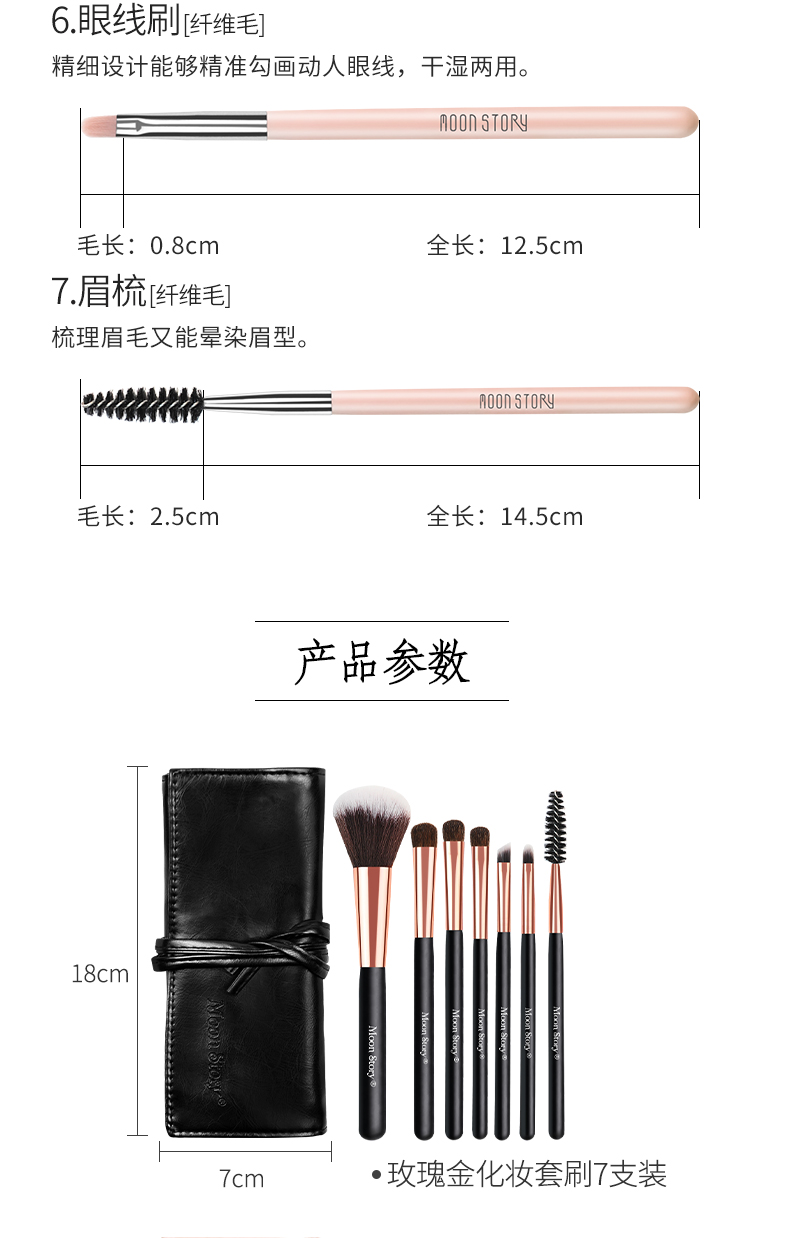 6.眼线刷[纤维毛]
精细设计能够精准勾画动人眼线，干湿两用。
MOON STORY
毛长：0.8cm
全长：12.5cm
7.眉梳[纤维毛]
梳理眉毛又能晕染眉型。
MOON STORY
毛长：2.5cm
全长：14.5cm
产品参数
18cm
Moon Story®
Moon Story®
Moon Story®
Moon Story®
Moon Story®
Moon Story®
Moon Story®
Moon Story®
7cm
•玫瑰金化妆套刷7支装